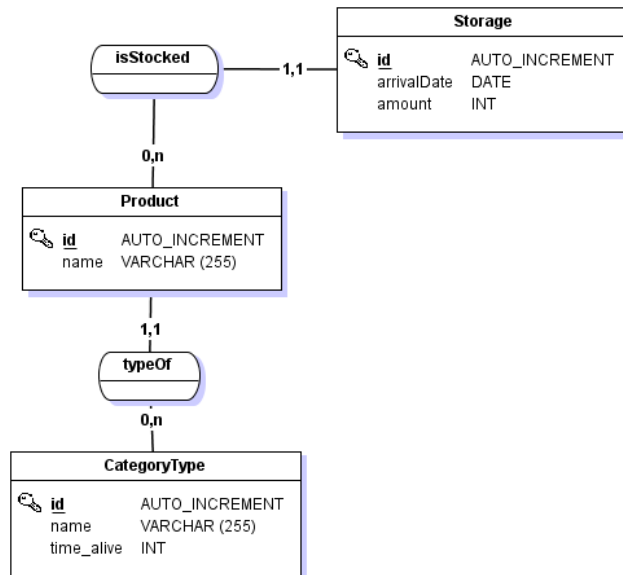 Storage
id AUTO_INCREMENT
arrivalDate DATE
amount INT
isStocked
1,1
0,n
Product
id AUTO_INCREMENT
name VARCHAR (255)
1,1
typeOf
0,n
CategoryType
id AUTO_INCREMENT
name VARCHAR (255)
time_alive INT